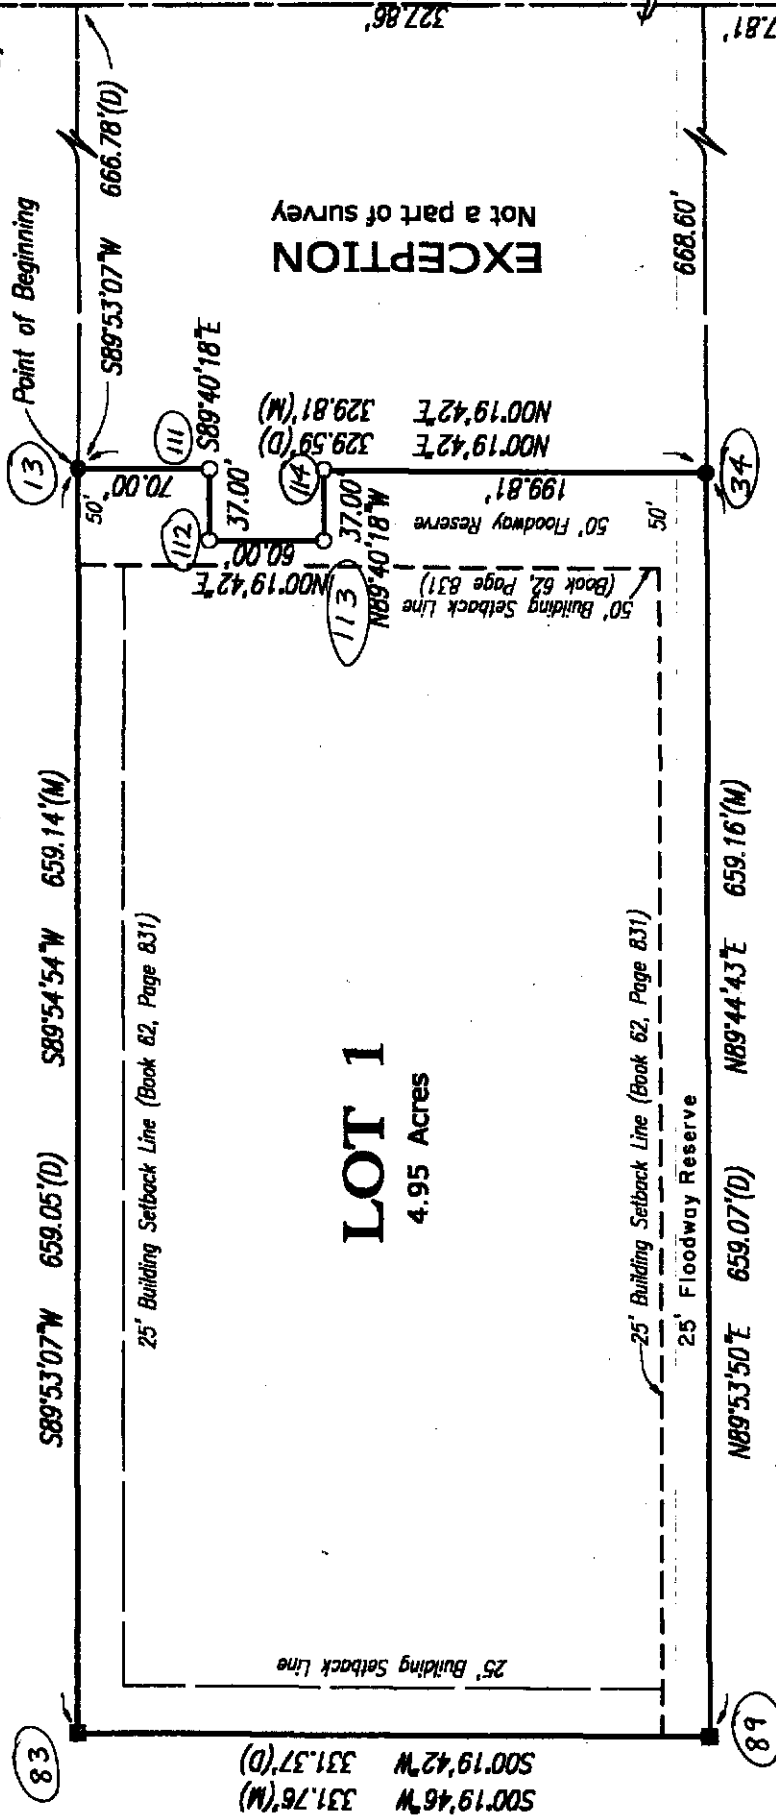 327.86'
7.81'
Point of Beginning
S89°53'07"W 666.78'(D)
13
EXCEPTION
Not a part of survey
668.60'
111
S89°40'18"E
70.00'
50'
37.00'
112
N00°19'42"E 329.81'(M)
N00°19'42"E 329.59'(D)
114
199.81'
34
60.00'
N00°19'42"E
37.00'
N89°40'18"W
113
50' Floodway Reserve
50'
50' Building Setback Line
(Book 62, Page 831)
S89°53'07"W 659.05'(D) S89°54'54"W 659.14'(M)
25' Building Setback Line (Book 62, Page 831)
LOT 1
4.95 Acres
25' Building Setback Line (Book 62, Page 831)
25' Floodway Reserve
N89°53'50"E 659.07'(D) N89°44'43"E 659.16'(M)
25' Building Setback Line
83
89
S00°19'42"W 331.37'(D)
S00°19'46"W 331.76'(M)